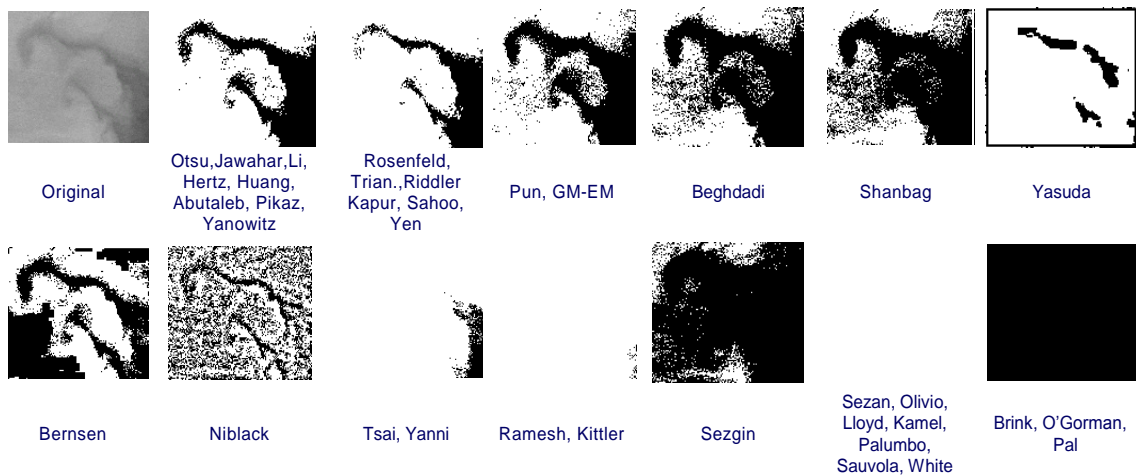 Original
Otsu,Jawahar,Li,
Hertz, Huang,
Abutaleb, Pikaz,
Yanowitz
Rosenfeld,
Trian.,Riddler
Kapur, Sahoo,
Yen
Pun, GM-EM
Beghdadi
Shanbag
Yasuda
Bernsen
Niblack
Tsai, Yanni
Ramesh, Kittler
Sezgin
Sezan, Olivio,
Lloyd, Kamel,
Palumbo,
Sauvola, White
Brink, O'Gorman,
Pal